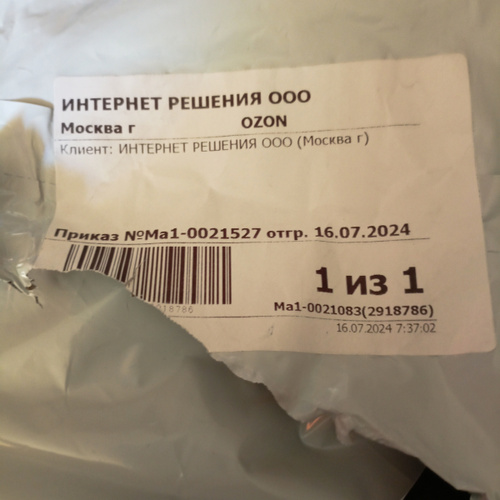 ИНТЕРНЕТ РЕШЕНИЯ ООО
Москва г OZON
Клиент: ИНТЕРНЕТ РЕШЕНИЯ ООО (Москва г)
Приказ №Ма1-0021527 отгр. 16.07.2024
1 из 1
Ма1-0021083(2918786)
16.07.2024 7:37:02